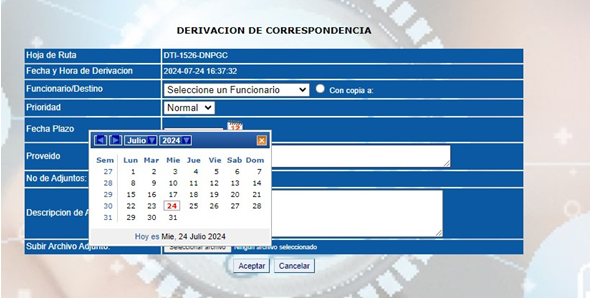 DERIVACION DE CORRESPONDENCIA
Hoja de Ruta DTI-1526-DNPGC
Fecha y Hora de Derivacion 2024-07-24 16:37:32
Funcionario/Destino Seleccione un Funcionario Con copia a:
Prioridad Normal
Fecha Plazo 12
Julio 2024
Proveido
Sem Lun Mar Mie Jue Vie Sab Dom
27 1 2 3 4 5 6 7
28 8 9 10 11 12 13 14
29 15 16 17 18 19 20 21
30 22 23 24 25 26 27 28
31 29 30 31
Hoy es Mie, 24 Julio 2024
No de Adjuntos:
Descripcion de A
Subir Archivo Adjunto: Seleccionar archivo Ningún archivo seleccionado
Aceptar Cancelar